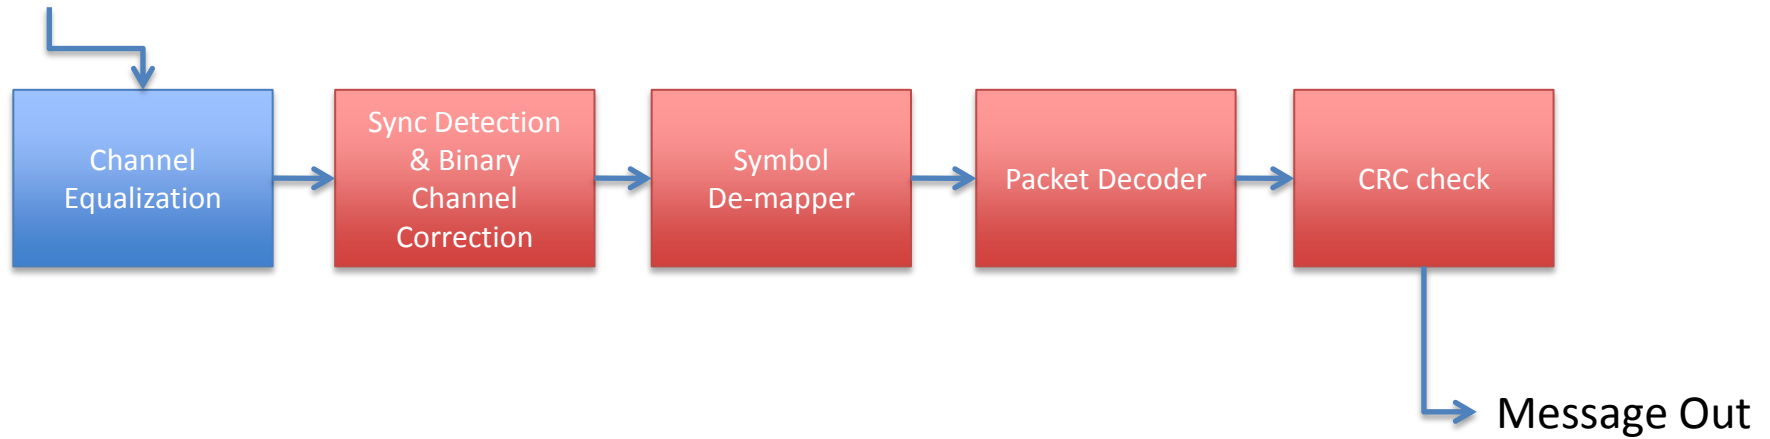 Channel
Equalization
Sync Detection
& Binary
Channel
Correction
Symbol
De-mapper
Packet Decoder
CRC check
Message Out